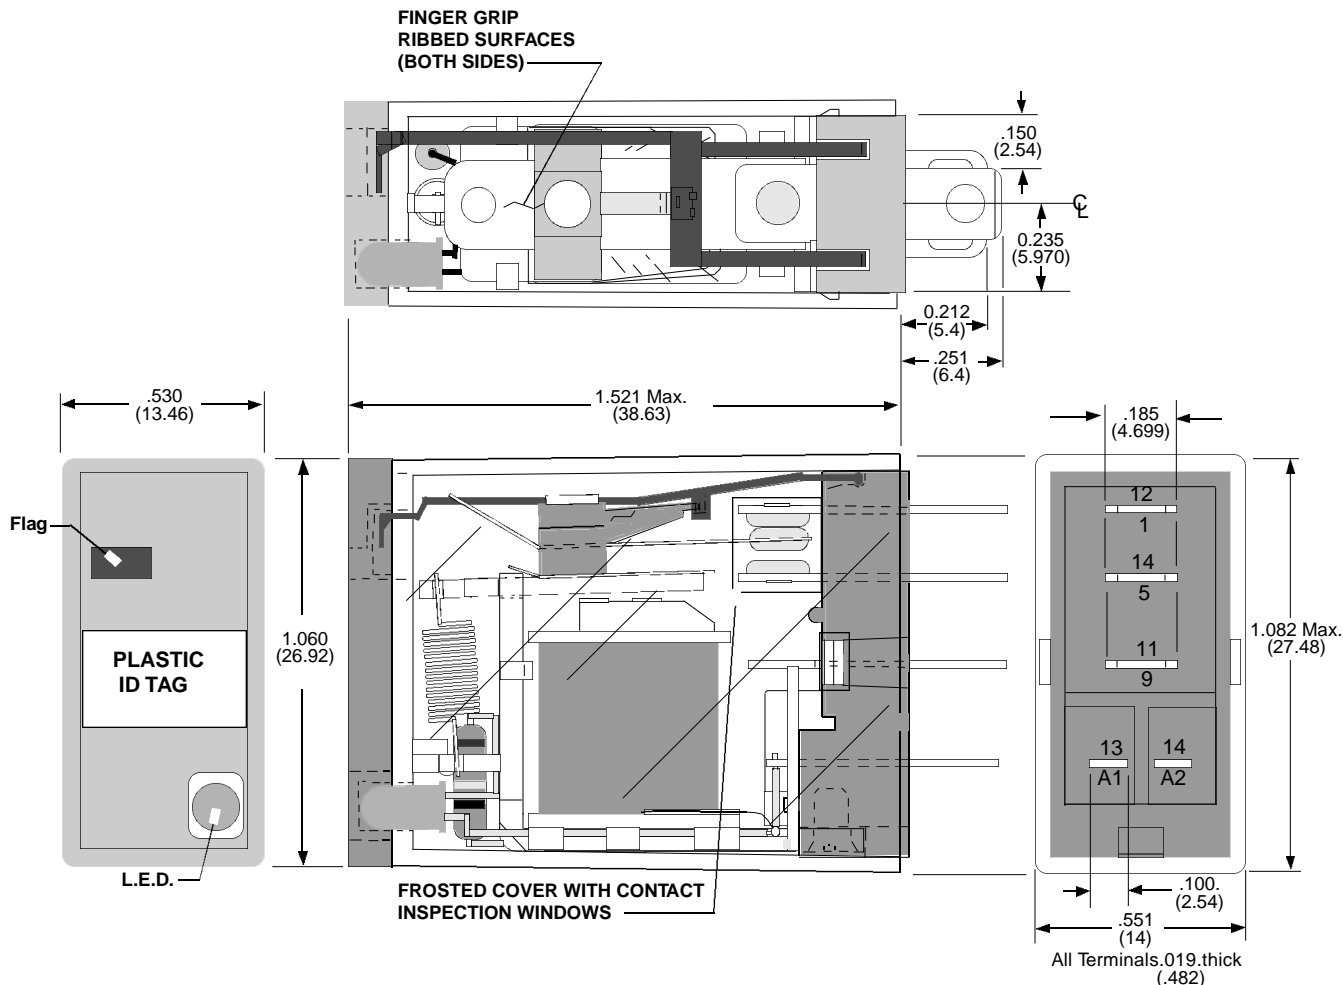 FINGER GRIP
RIBBED SURFACES
(BOTH SIDES)
.150
(2.54)
CL
0.235
(5.970)
0.212
(5.4)
.251
(6.4)
.530
(13.46)
1.521 Max.
(38.63)
.185
(4.699)
Flag
PLASTIC
ID TAG
L.E.D.
1.060
(26.92)
12
1
14
5
11
9
13
A1
14
A2
1.082 Max.
(27.48)
FROSTED COVER WITH CONTACT
INSPECTION WINDOWS
.100.
(2.54)
.551
(14)
All Terminals.019.thick
(.482)